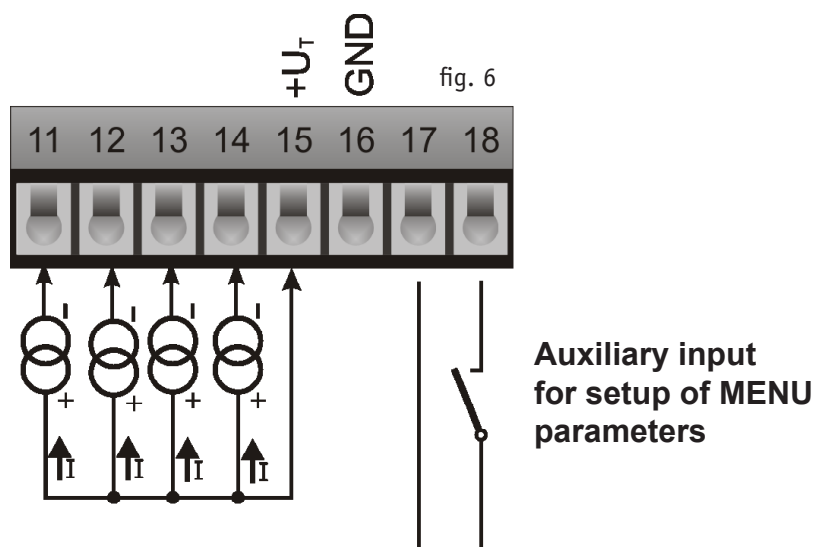 +UT
GND
fig. 6
11 12 13 14 15 16 17 18
- - - -
+ + + +
I I I I
Auxiliary input
for setup of MENU
parameters